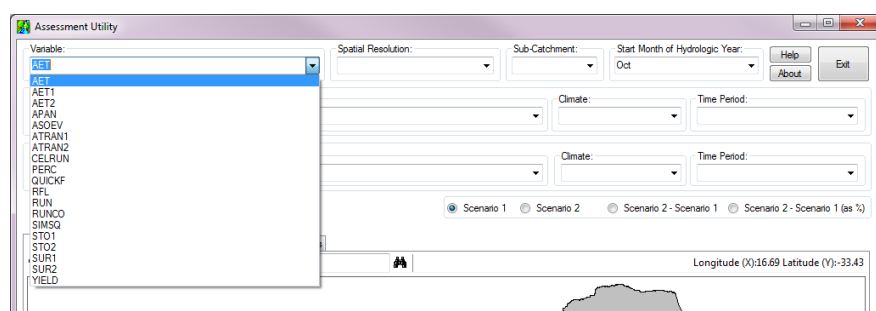 Assessment Utility
Variable: Spatial Resolution: Sub-Catchment: Start Month of Hydrologic Year:
AET Oct Help About Exit
AET
AET1
AET2
APAN
ASOEV
ATRAN1
ATRAN2
CELRUN
PERC
QUICKF
RFL
RUN
RUNCO
SIMSQ
STO1
STO2
SUR1
SUR2
YIELD
Climate: Time Period:
Climate: Time Period:
Scenario 1 Scenario 2 Scenario 2 - Scenario 1 Scenario 2 - Scenario 1 (as %)
Longitude (X):16.69 Latitude (Y):-33.43